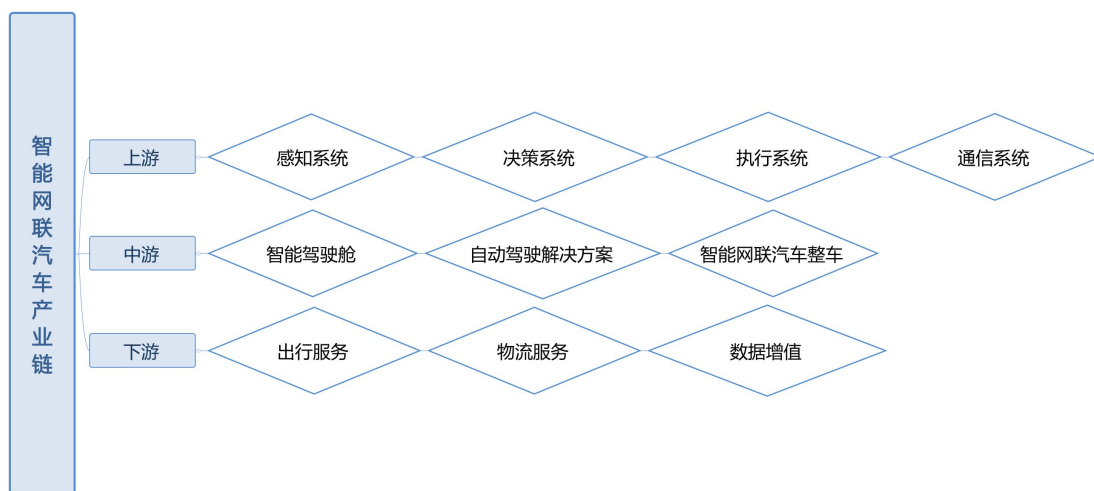 智能网联汽车产业链
上游
感知系统
决策系统
执行系统
通信系统
中游
智能驾驶舱
自动驾驶解决方案
智能网联汽车整车
下游
出行服务
物流服务
数据增值